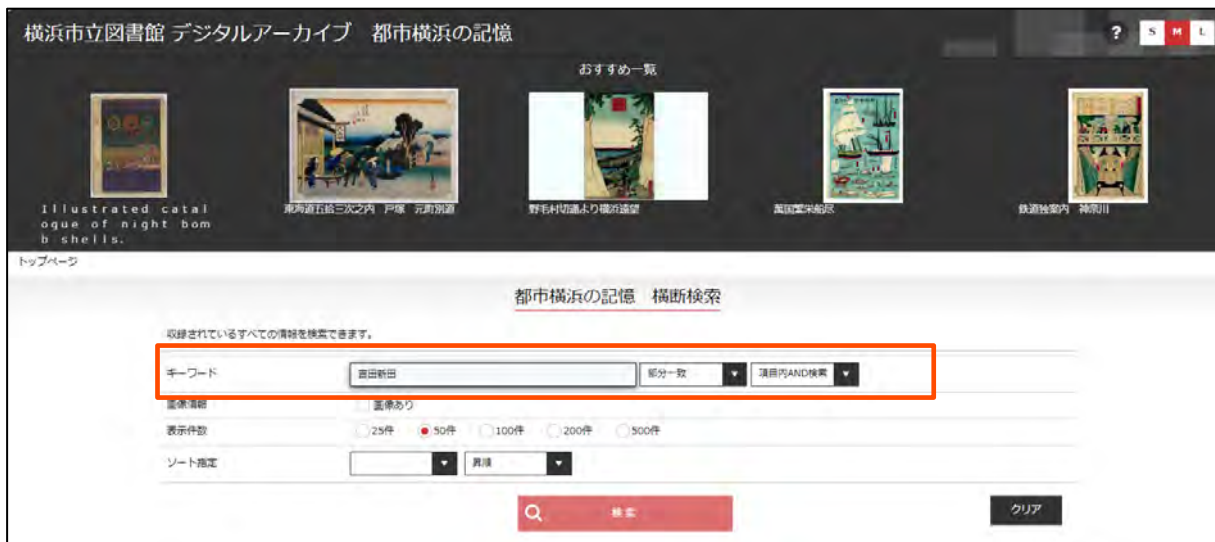 横浜市立図書館 デジタルアーカイブ 都市横浜の記憶
? S M L
おすすめ一覧
Illustrated catal
ogue of night bom
b shells.
東海道五拾三次之内 戸塚 元町別道
野毛村切通より横浜遠望
萬国繁栄船尽
鉄道独案内 神奈川
トップページ
都市横浜の記憶 横断検索
収録されているすべての情報を検索できます。
キーワード 吉田新田 部分一致 項目内AND検索
画像情報 画像あり
表示件数 25件 50件 100件 200件 500件
ソート指定 昇順
検索 クリア